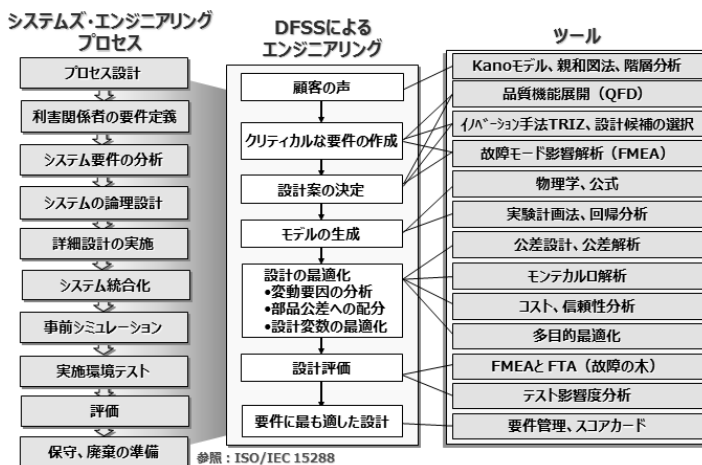 システムズ・エンジニアリング
プロセス
プロセス設計
利害関係者の要件定義
システム要件の分析
システムの論理設計
詳細設計の実施
システム統合化
事前シミュレーション
実施環境テスト
評価
保守、廃棄の準備
DFSSによる
エンジニアリング
顧客の声
クリティカルな要件の作成
設計案の決定
モデルの生成
設計の最適化
•変動要因の分析
•部品公差への配分
•設計変数の最適化
設計評価
要件に最も適した設計
参照：ISO/IEC 15288
ツール
Kanoモデル、親和図法、階層分析
品質機能展開（QFD）
イノベーション手法TRIZ、設計候補の選択
故障モード影響解析（FMEA）
物理学、公式
実験計画法、回帰分析
公差設計、公差解析
モンテカルロ解析
コスト、信頼性分析
多目的最適化
FMEAとFTA（故障の木）
テスト影響度分析
要件管理、スコアカード